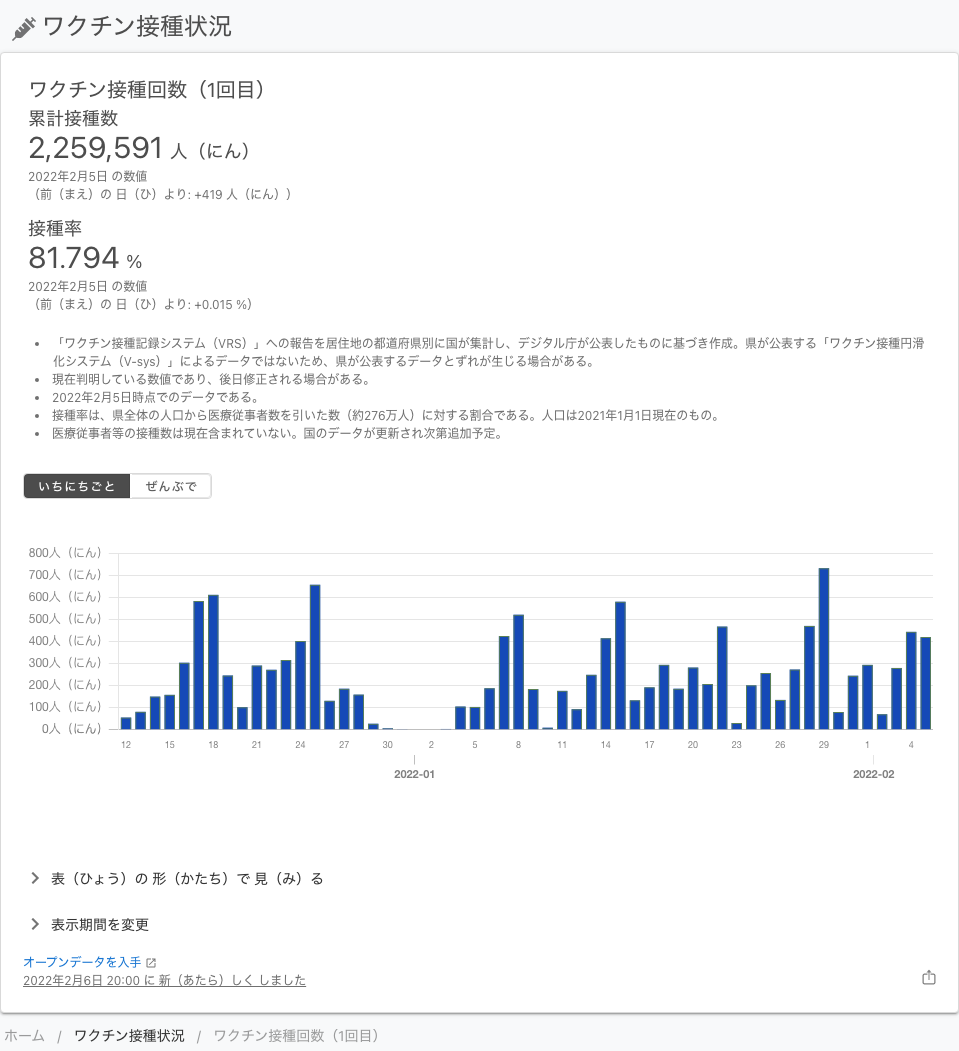 ワクチン接種状況
ワクチン接種回数（1回目）
累計接種数
2,259,591 人（にん）
2022年2月5日 の数値
（前（まえ）の 日（ひ）より: +419 人（にん））
接種率
81.794 %
2022年2月5日 の数値
（前（まえ）の 日（ひ）より: +0.015 %）
• 「ワクチン接種記録システム（VRS）」への報告を居住地の都道府県別に国が集計し、デジタル庁が公表したものに基づき作成。県が公表する「ワクチン接種円滑
化システム（V-sys）」によるデータではないため、県が公表するデータとずれが生じる場合がある。
• 現在判明している数値であり、後日修正される場合がある。
• 2022年2月5日時点でのデータである。
• 接種率は、県全体の人口から医療従事者数を引いた数（約276万人）に対する割合である。人口は2021年1月1日現在のもの。
• 医療従事者等の接種数は現在含まれていない。国のデータが更新され次第追加予定。
いちにちごと ぜんぶで
800人（にん）
700人（にん）
600人（にん）
500人（にん）
400人（にん）
300人（にん）
200人（にん）
100人（にん）
0人（にん）
12 15 18 21 24 27 30 2 5 8 11 14 17 20 23 26 29 1 4
2022-01 2022-02
表（ひょう）の 形（かたち）で 見（み）る
表示期間を変更
オープンデータを入手
2022年2月6日 20:00 に 新（あたら）しく しました
ホーム / ワクチン接種状況 / ワクチン接種回数（1回目）